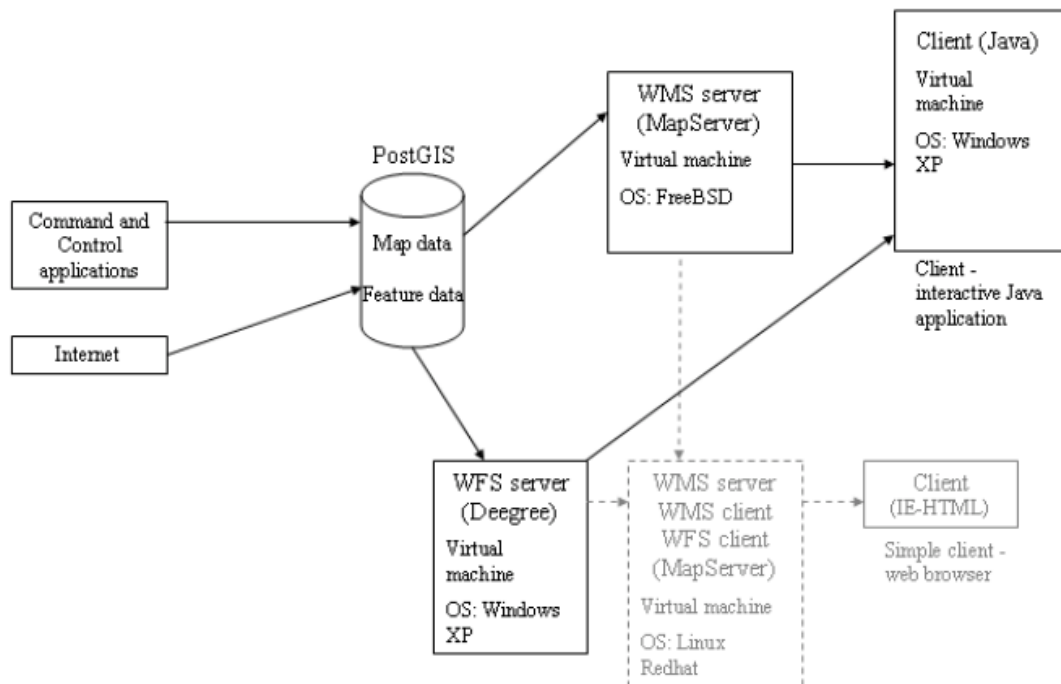 Command and
Control
applications
Internet
PostGIS
Map data
Feature data
WMS server
(MapServer)
Virtual machine
OS: FreeBSD
Client (Java)
Virtual
machine
OS: Windows
XP
Client -
interactive Java
application
WFS server
(Deegree)
Virtual
machine
OS: Windows
XP
WMS server
WMS client
WFS client
(MapServer)
Virtual machine
OS: Linux
Redhat
Client
(IE-HTML)
Simple client -
web browser